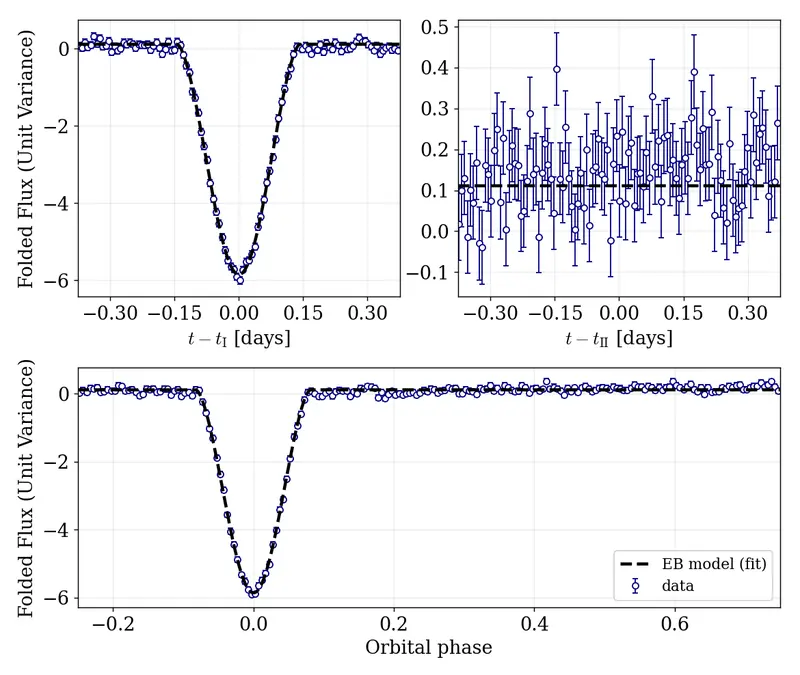 Folded Flux (Unit Variance)
0
−2
−4
−6
−0.30 −0.15 0.00 0.15 0.30
t − tI [days]
0.5
0.4
0.3
0.2
0.1
0.0
−0.1
−0.30 −0.15 0.00 0.15 0.30
t − tII [days]
Folded Flux (Unit Variance)
0
−2
−4
−6
EB model (fit)
data
−0.2 0.0 0.2 0.4 0.6
Orbital phase